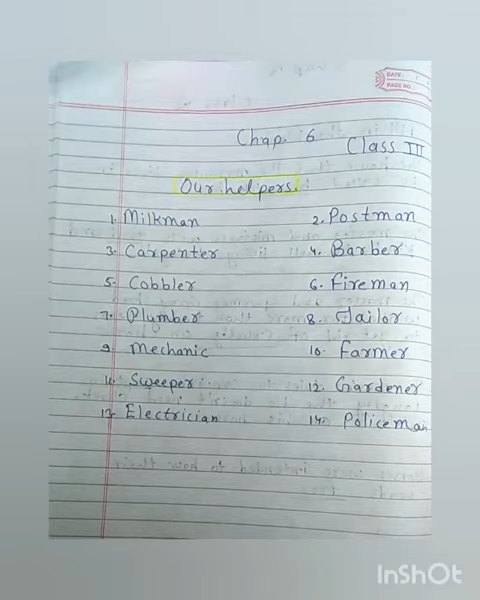 DATE: / /
PAGE NO.:
Chap. 6
Class III
Our helpers.
1. Milkman 2. Postman
3. Carpenter 4. Barber
5. Cobbler 6. Fireman
7. Plumber 8. Tailor
9. Mechanic 10. Farmer
11. Sweeper 12. Gardener
13. Electrician 14. Policeman
InShOt